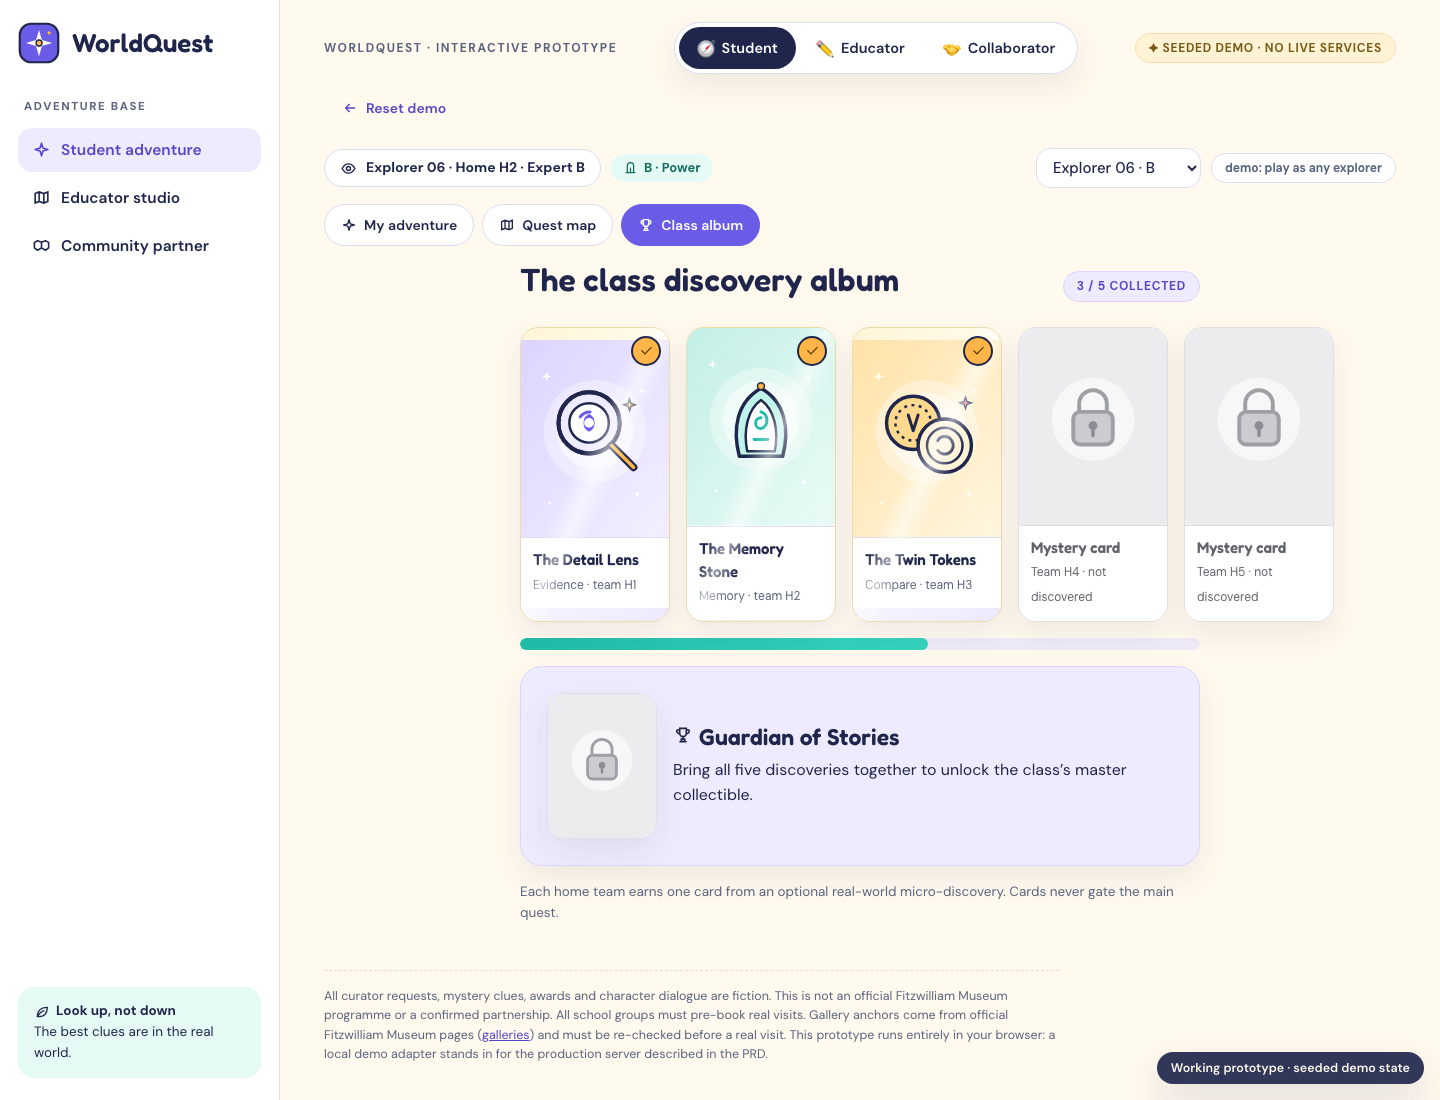 WorldQuest
ADVENTURE BASE
Student adventure
Educator studio
Community partner
Look up, not down
The best clues are in the real
world.
WORLDQUEST · INTERACTIVE PROTOTYPE
Student
Educator
Collaborator
✦ SEEDED DEMO · NO LIVE SERVICES
← Reset demo
Explorer 06 · Home H2 · Expert B
B · Power
Explorer 06 · B
demo: play as any explorer
My adventure
Quest map
Class album
The class discovery album
3 / 5 COLLECTED
The Detail Lens
Evidence · team H1
The Memory
Stone
Memory · team H2
V
The Twin Tokens
Compare · team H3
Mystery card
Team H4 · not
discovered
Mystery card
Team H5 · not
discovered
Guardian of Stories
Bring all five discoveries together to unlock the class’s master
collectible.
Each home team earns one card from an optional real-world micro-discovery. Cards never gate the main
quest.
All curator requests, mystery clues, awards and character dialogue are fiction. This is not an official Fitzwilliam Museum
programme or a confirmed partnership. All school groups must pre-book real visits. Gallery anchors come from official
Fitzwilliam Museum pages (galleries) and must be re-checked before a real visit. This prototype runs entirely in your browser: a
local demo adapter stands in for the production server described in the PRD.
Working prototype · seeded demo state